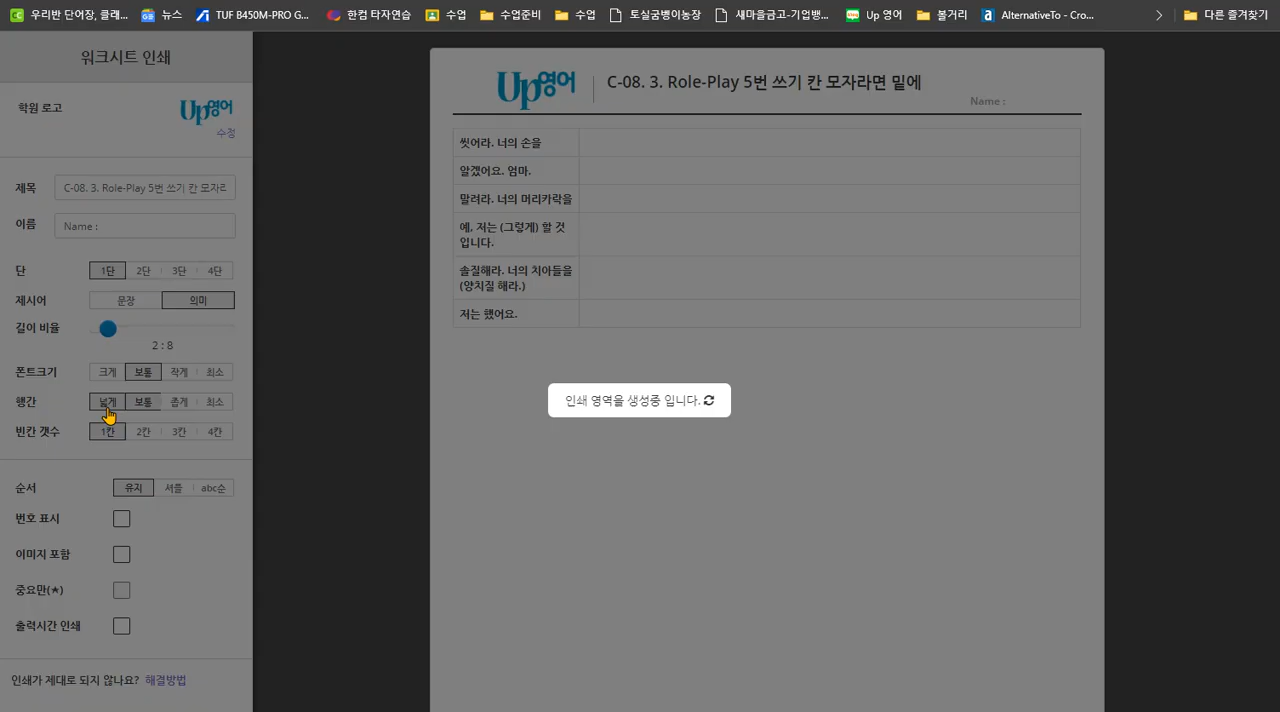 우리반 단어장, 클래... 뉴스 TUF B450M-PRO G... 한컴 타자연습 수업 수업준비 수업 토실굼벵이농장 새마을금고-기업뱅... Up 영어 볼거리 AlternativeTo - Cro... 다른 즐겨찾기
워크시트 인쇄
학원 로고
Up영어
수정
제목 C-08. 3. Role-Play 5번 쓰기 칸 모자라
이름 Name :
단 1단 2단 3단 4단
제시어 문장 의미
길이 비율
2 : 8
폰트크기 크게 보통 작게 최소
행간 넓게 보통 좁게 최소
빈칸 갯수 1칸 2칸 3칸 4칸
순서 유지 셔플 abc순
번호 표시
이미지 포함
중요만(★)
출력시간 인쇄
인쇄가 제대로 되지 않나요? 해결방법
Up영어
C-08. 3. Role-Play 5번 쓰기 칸 모자라면 밑에
Name :
씻어라. 너의 손을
알겠어요. 엄마.
말려라. 너의 머리카락을
예, 저는 (그렇게) 할 것
입니다.
솔질해라. 너의 치아들을
(양치질 해라.)
저는 했어요.
인쇄 영역을 생성중 입니다.